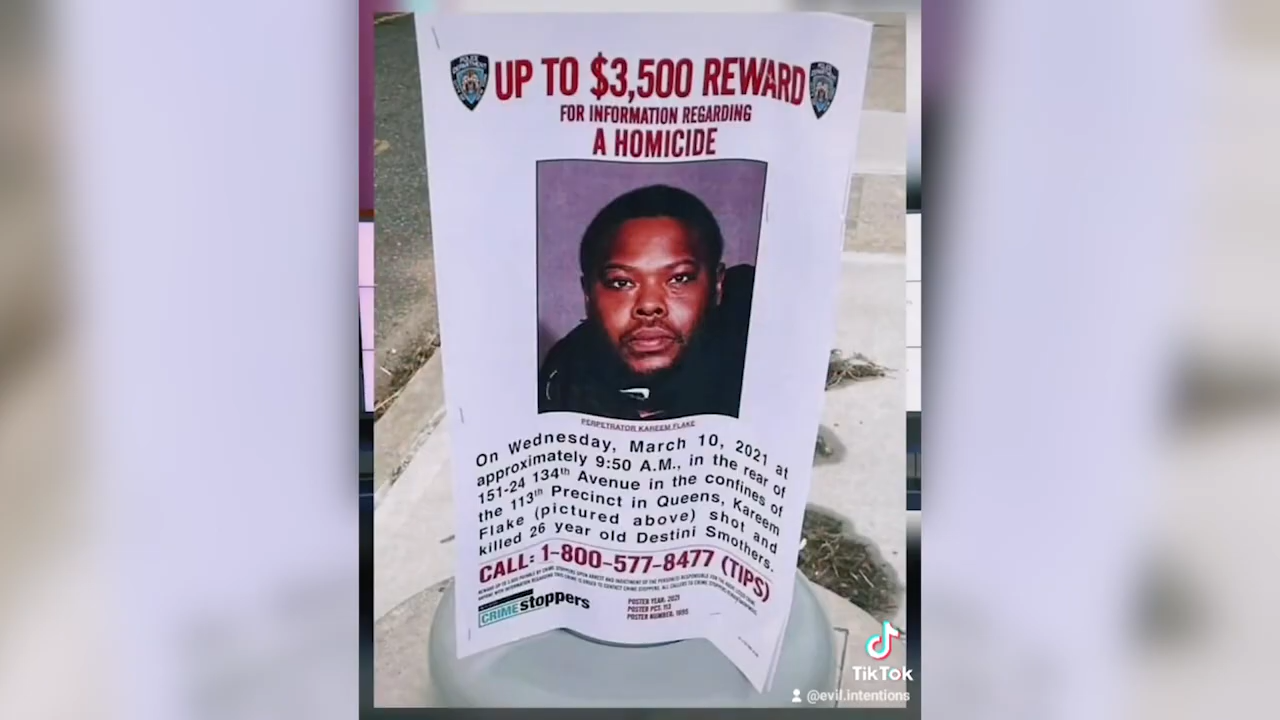 UP TO $3,500 REWARD
FOR INFORMATION REGARDING
A HOMICIDE
PERPETRATOR KAREEM FLAKE
On Wednesday, March 10, 2021 at
approximately 9:50 A.M., in the rear of
151-24 134th Avenue in the confines of
the 113th Precinct in Queens, Kareem
Flake (pictured above) shot and
killed 26 year old Destini Smothers.
CALL: 1-800-577-8477 (TIPS)
CRIMEstoppers
POSTER YEAR: 2021
POSTER PCT: 113
TikTok
@evil.intentions